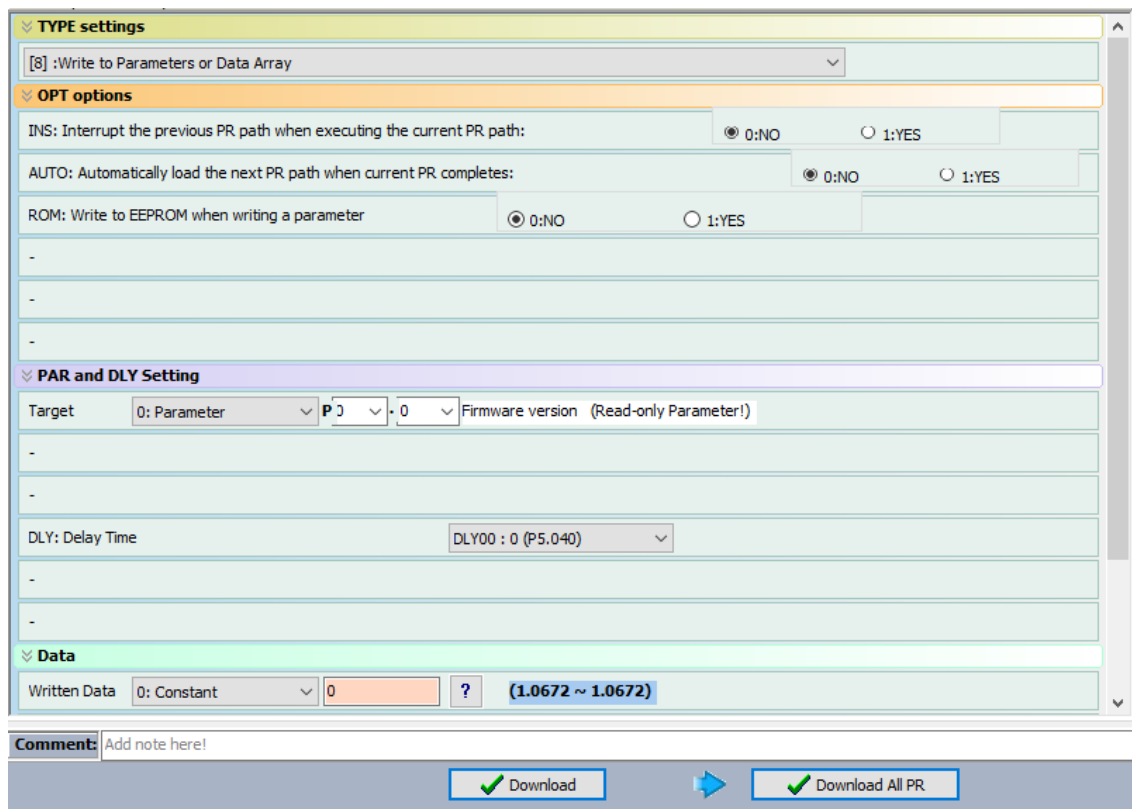 TYPE settings
[8] :Write to Parameters or Data Array
OPT options
INS: Interrupt the previous PR path when executing the current PR path: 0:NO 1:YES
AUTO: Automatically load the next PR path when current PR completes: 0:NO 1:YES
ROM: Write to EEPROM when writing a parameter 0:NO 1:YES
-
-
-
PAR and DLY Setting
Target 0: Parameter P 0 . 0 Firmware version (Read-only Parameter!)
-
-
DLY: Delay Time DLY00 : 0 (P5.040)
-
-
Data
Written Data 0: Constant 0 ? (1.0672 ~ 1.0672)
Comment: Add note here!
Download Download All PR